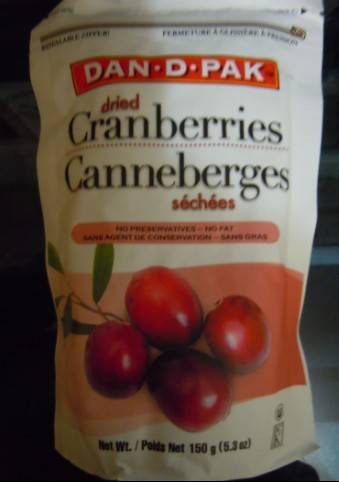 RESEALABLE ZIPPER! FERMETURE À GLISSIÈRE À PRESSION
DAN·D·PAK™
dried
Cranberries
Canneberges
séchées
NO PRESERVATIVES – NO FAT
SANS AGENT DE CONSERVATION – SANS GRAS
Net Wt. / Poids Net 150 g (5.3 oz)